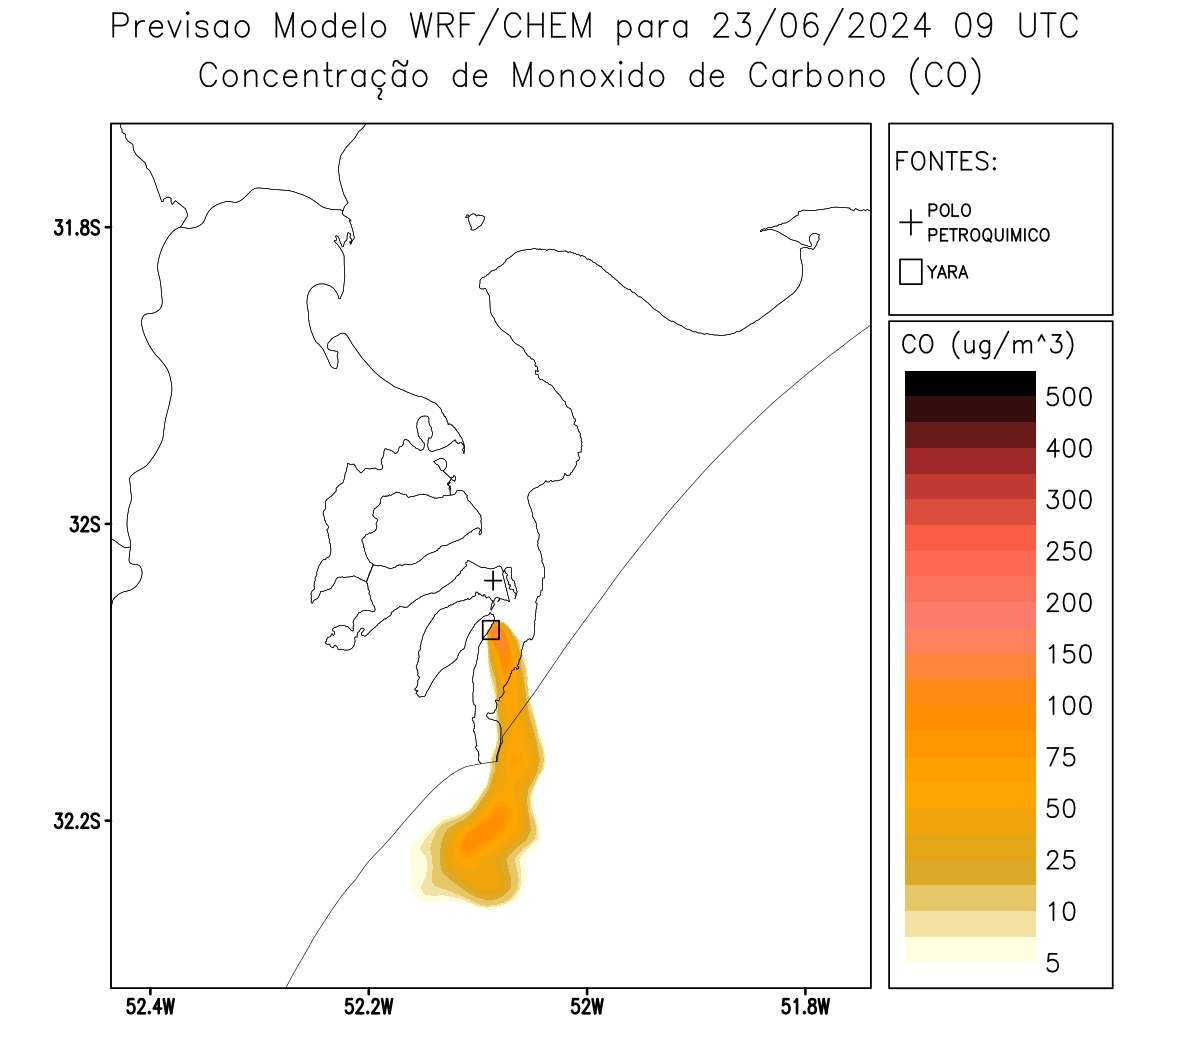 Previsao Modelo WRF/CHEM para 23/06/2024 09 UTC
Concentração de Monoxido de Carbono (CO)
FONTES:
POLO
PETROQUIMICO
YARA
CO (ug/m^3)
500
400
300
250
200
150
100
75
50
25
10
5
31.8S
32S
32.2S
52.4W
52.2W
52W
51.8W